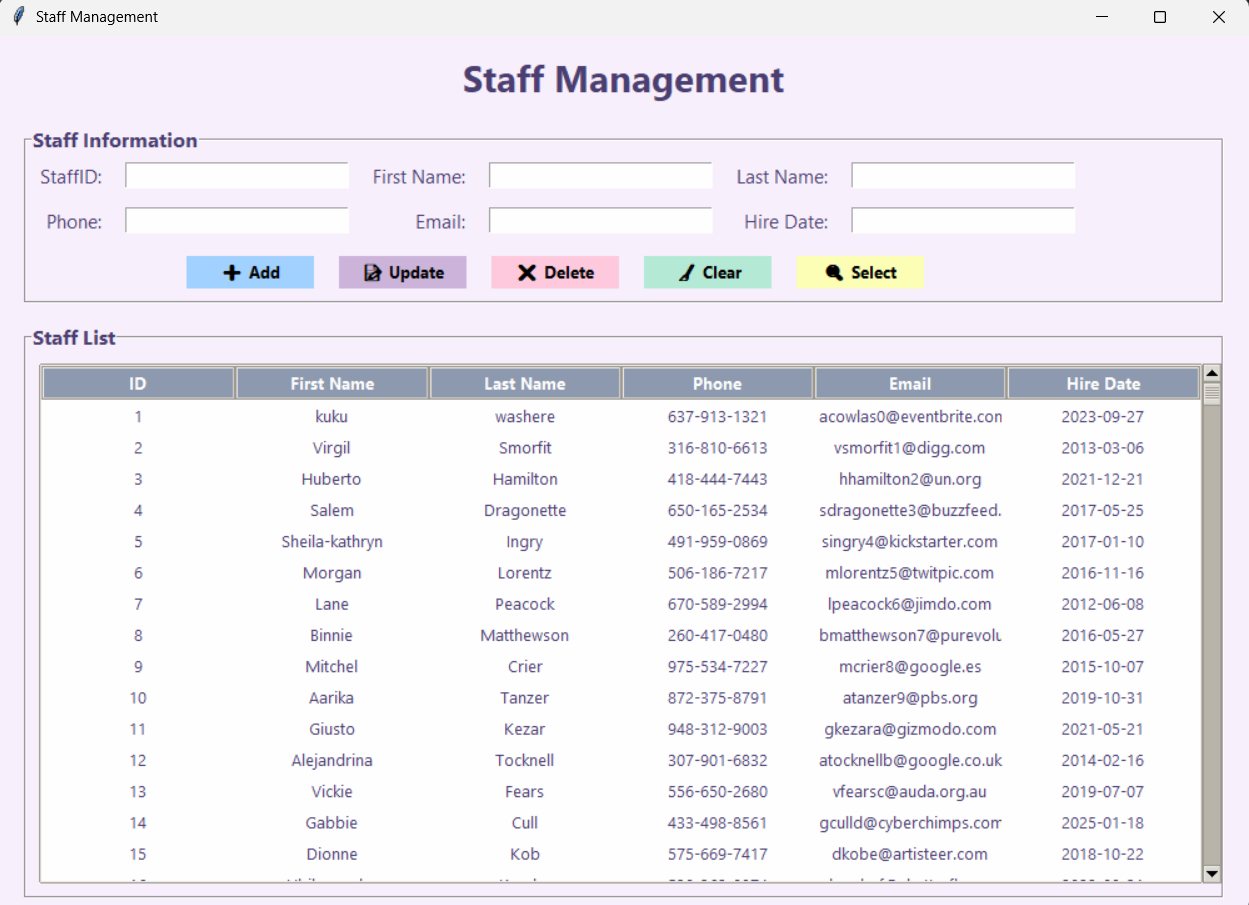 Staff Management
Staff Management
Staff Information
StaffID: First Name: Last Name:
Phone: Email: Hire Date:
Add Update Delete Clear Select
Staff List
ID First Name Last Name Phone Email Hire Date
1 kuku washere 637-913-1321 acowlas0@eventbrite.con 2023-09-27
2 Virgil Smorfit 316-810-6613 vsmorfit1@digg.com 2013-03-06
3 Huberto Hamilton 418-444-7443 hhamilton2@un.org 2021-12-21
4 Salem Dragonette 650-165-2534 sdragonette3@buzzfeed. 2017-05-25
5 Sheila-kathryn Ingry 491-959-0869 singry4@kickstarter.com 2017-01-10
6 Morgan Lorentz 506-186-7217 mlorentz5@twitpic.com 2016-11-16
7 Lane Peacock 670-589-2994 lpeacock6@jimdo.com 2012-06-08
8 Binnie Matthewson 260-417-0480 bmatthewson7@purevolu 2016-05-27
9 Mitchel Crier 975-534-7227 mcrier8@google.es 2015-10-07
10 Aarika Tanzer 872-375-8791 atanzer9@pbs.org 2019-10-31
11 Giusto Kezar 948-312-9003 gkezara@gizmodo.com 2021-05-21
12 Alejandrina Tocknell 307-901-6832 atocknellb@google.co.uk 2014-02-16
13 Vickie Fears 556-650-2680 vfearsc@auda.org.au 2019-07-07
14 Gabbie Cull 433-498-8561 gculld@cyberchimps.com 2025-01-18
15 Dionne Kob 575-669-7417 dkobe@artisteer.com 2018-10-22